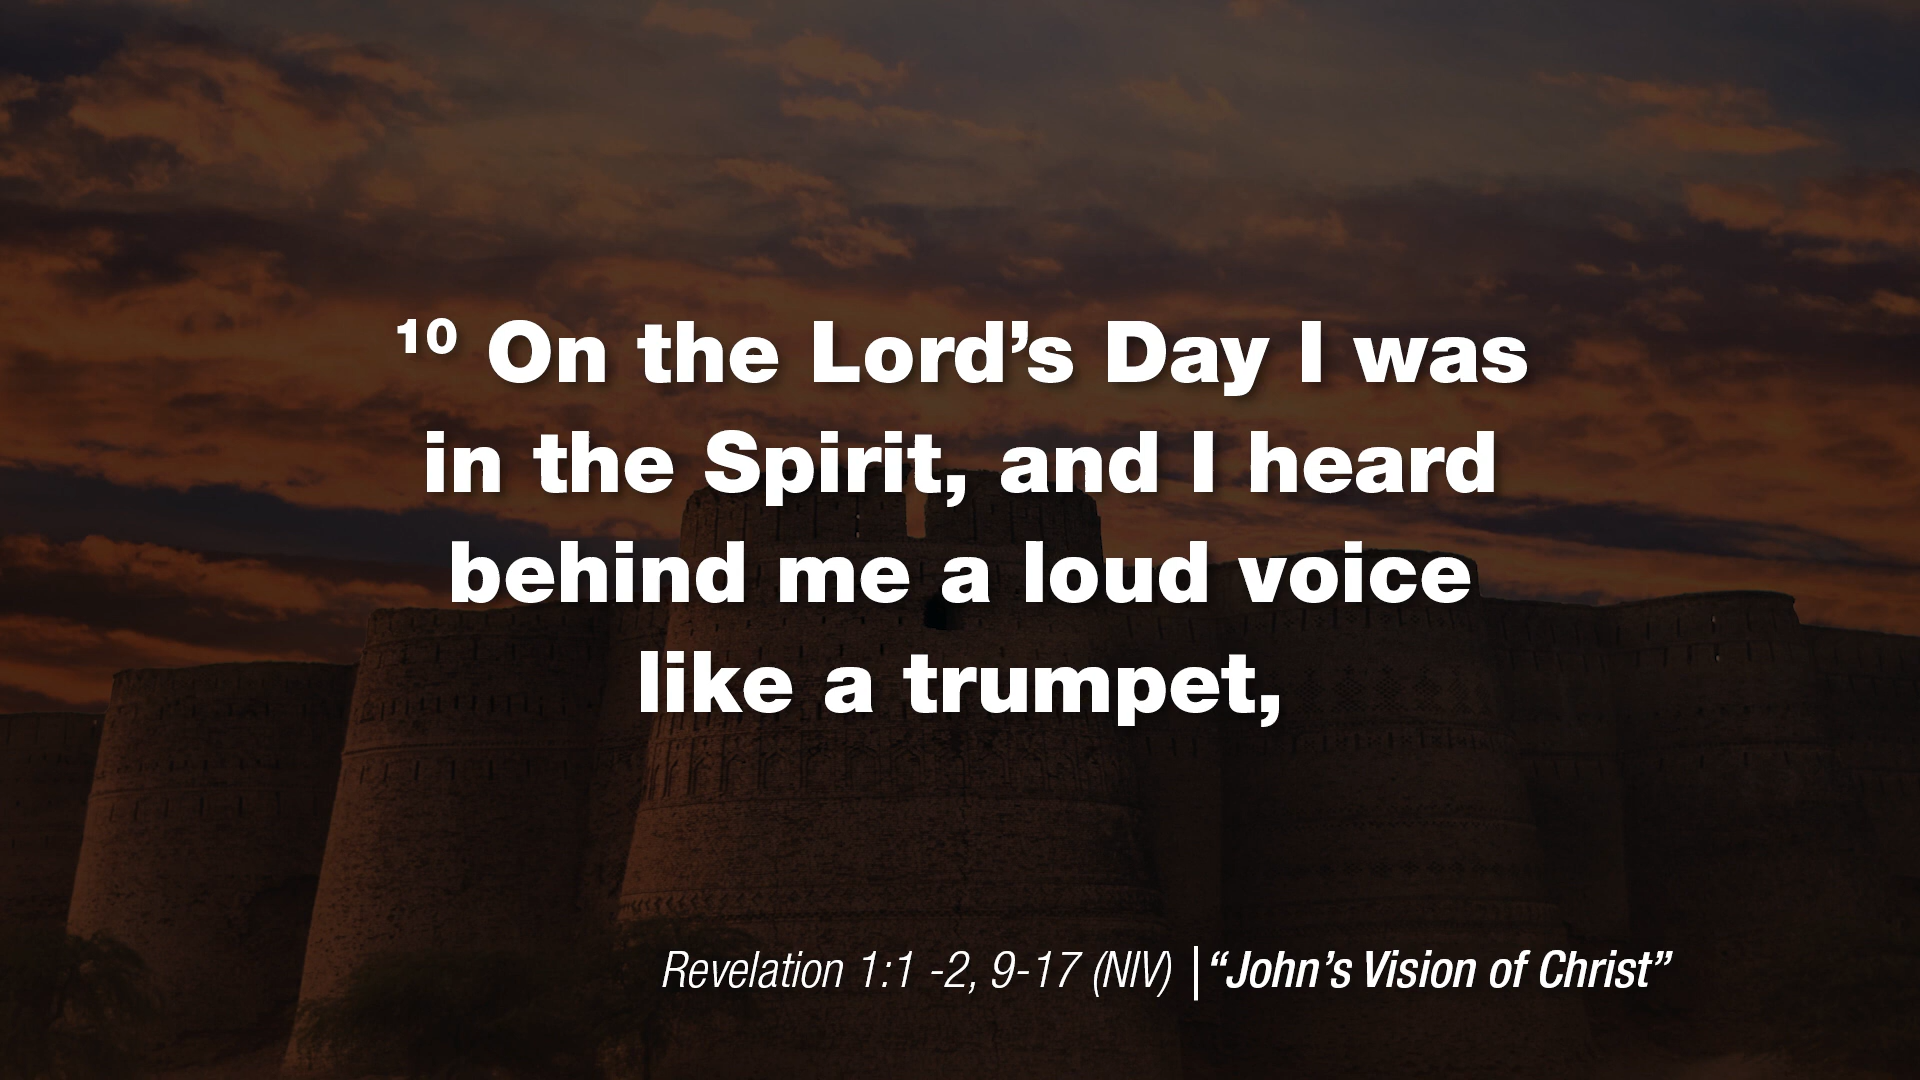 ¹⁰ On the Lord’s Day I was
in the Spirit, and I heard
behind me a loud voice
like a trumpet,
Revelation 1:1 -2, 9-17 (NIV) | “John’s Vision of Christ”